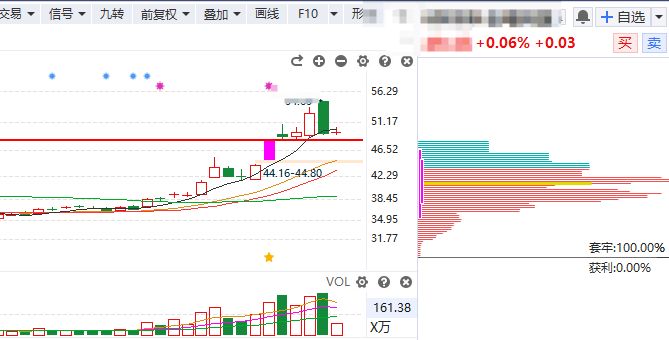 交易 信号 九转 前复权 叠加 画线 F10 形
自选
+0.06% +0.03 买 卖
56.29
51.17
46.52
44.16-44.80
42.29
38.45
34.95
31.77
套牢:100.00%
获利:0.00%
VOL
161.38
X万